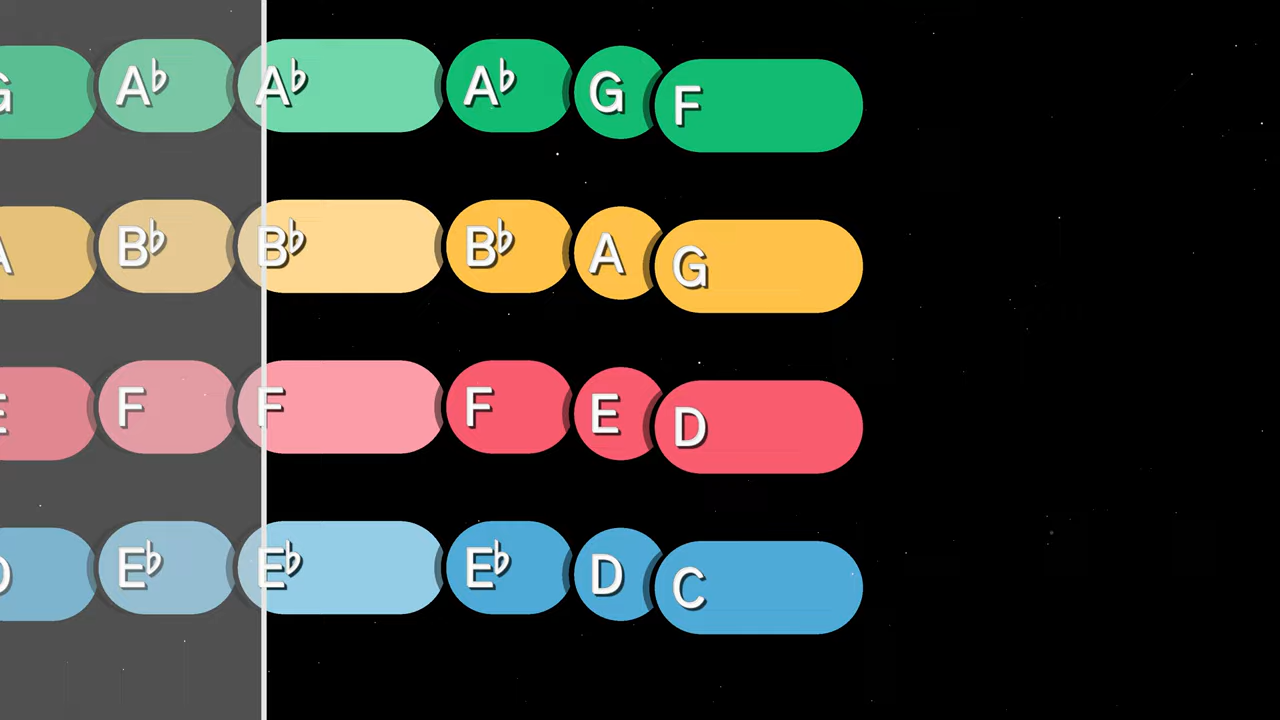 G A♭ A♭ A♭ G F
A B♭ B♭ B♭ A G
E F F F E D
D E♭ E♭ E♭ D C